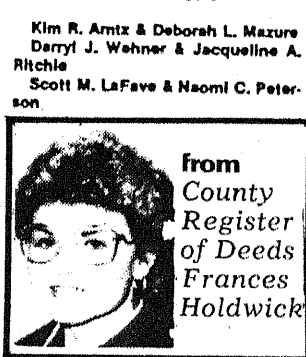 Kim R. Arntz & Deborah L. Mazure
Darryl J. Wehner & Jacqueline A.
Ritchie
Scott M. LaFave & Naomi C. Peter-
son
from
County
Register
of Deeds
Frances
Holdwick